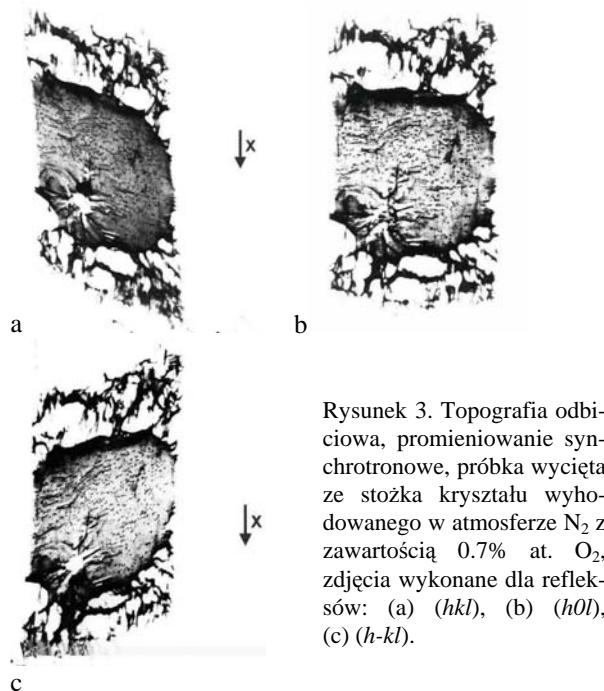 x
a
b
x
c
Rysunek 3. Topografia odbi-
ciowa, promieniowanie syn-
chrotronowe, próbka wycięta
ze stożka kryształu wyho-
dowanego w atmosferze N₂ z
zawartością 0.7% at. O₂,
zdjęcia wykonane dla reflek-
sów: (a) (hkl), (b) (h0l),
(c) (h-kl).